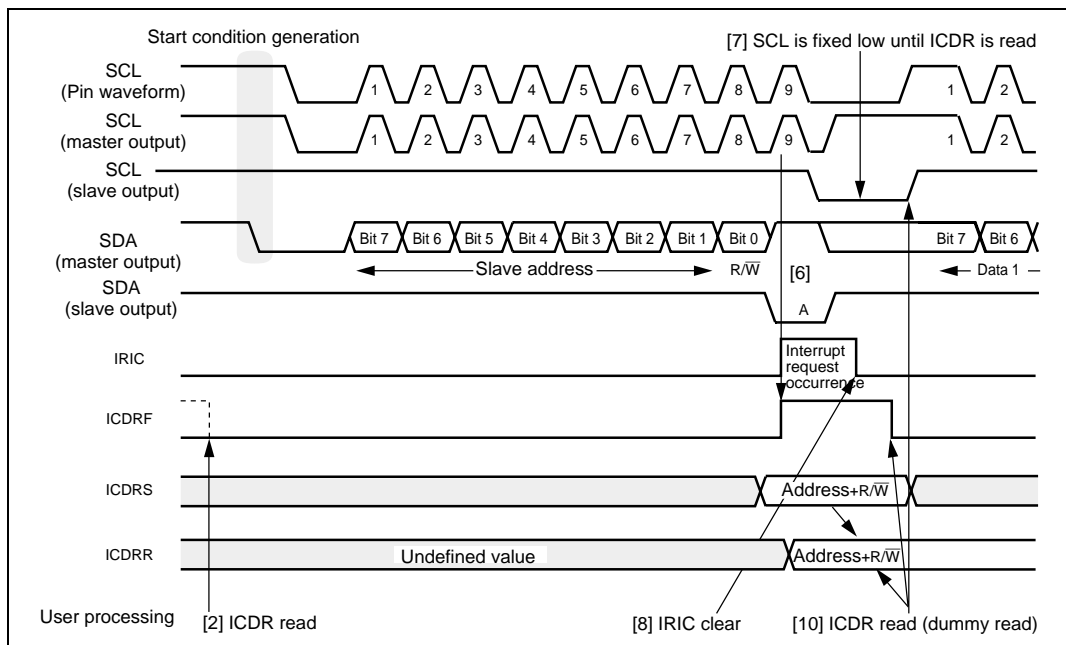 Start condition generation
[7] SCL is fixed low until ICDR is read
SCL
(Pin waveform)
1 2 3 4 5 6 7 8 9 1 2
SCL
(master output)
1 2 3 4 5 6 7 8 9 1 2
SCL
(slave output)
SDA
(master output)
Bit 7 Bit 6 Bit 5 Bit 4 Bit 3 Bit 2 Bit 1 Bit 0 Bit 7 Bit 6
Slave address R/W̅ [6] Data 1
SDA
(slave output)
A
IRIC
Interrupt
request
occurrence
ICDRF
ICDRS
Address+R/W̅
ICDRR
Undefined value
Address+R/W̅
User processing
[2] ICDR read
[8] IRIC clear
[10] ICDR read (dummy read)